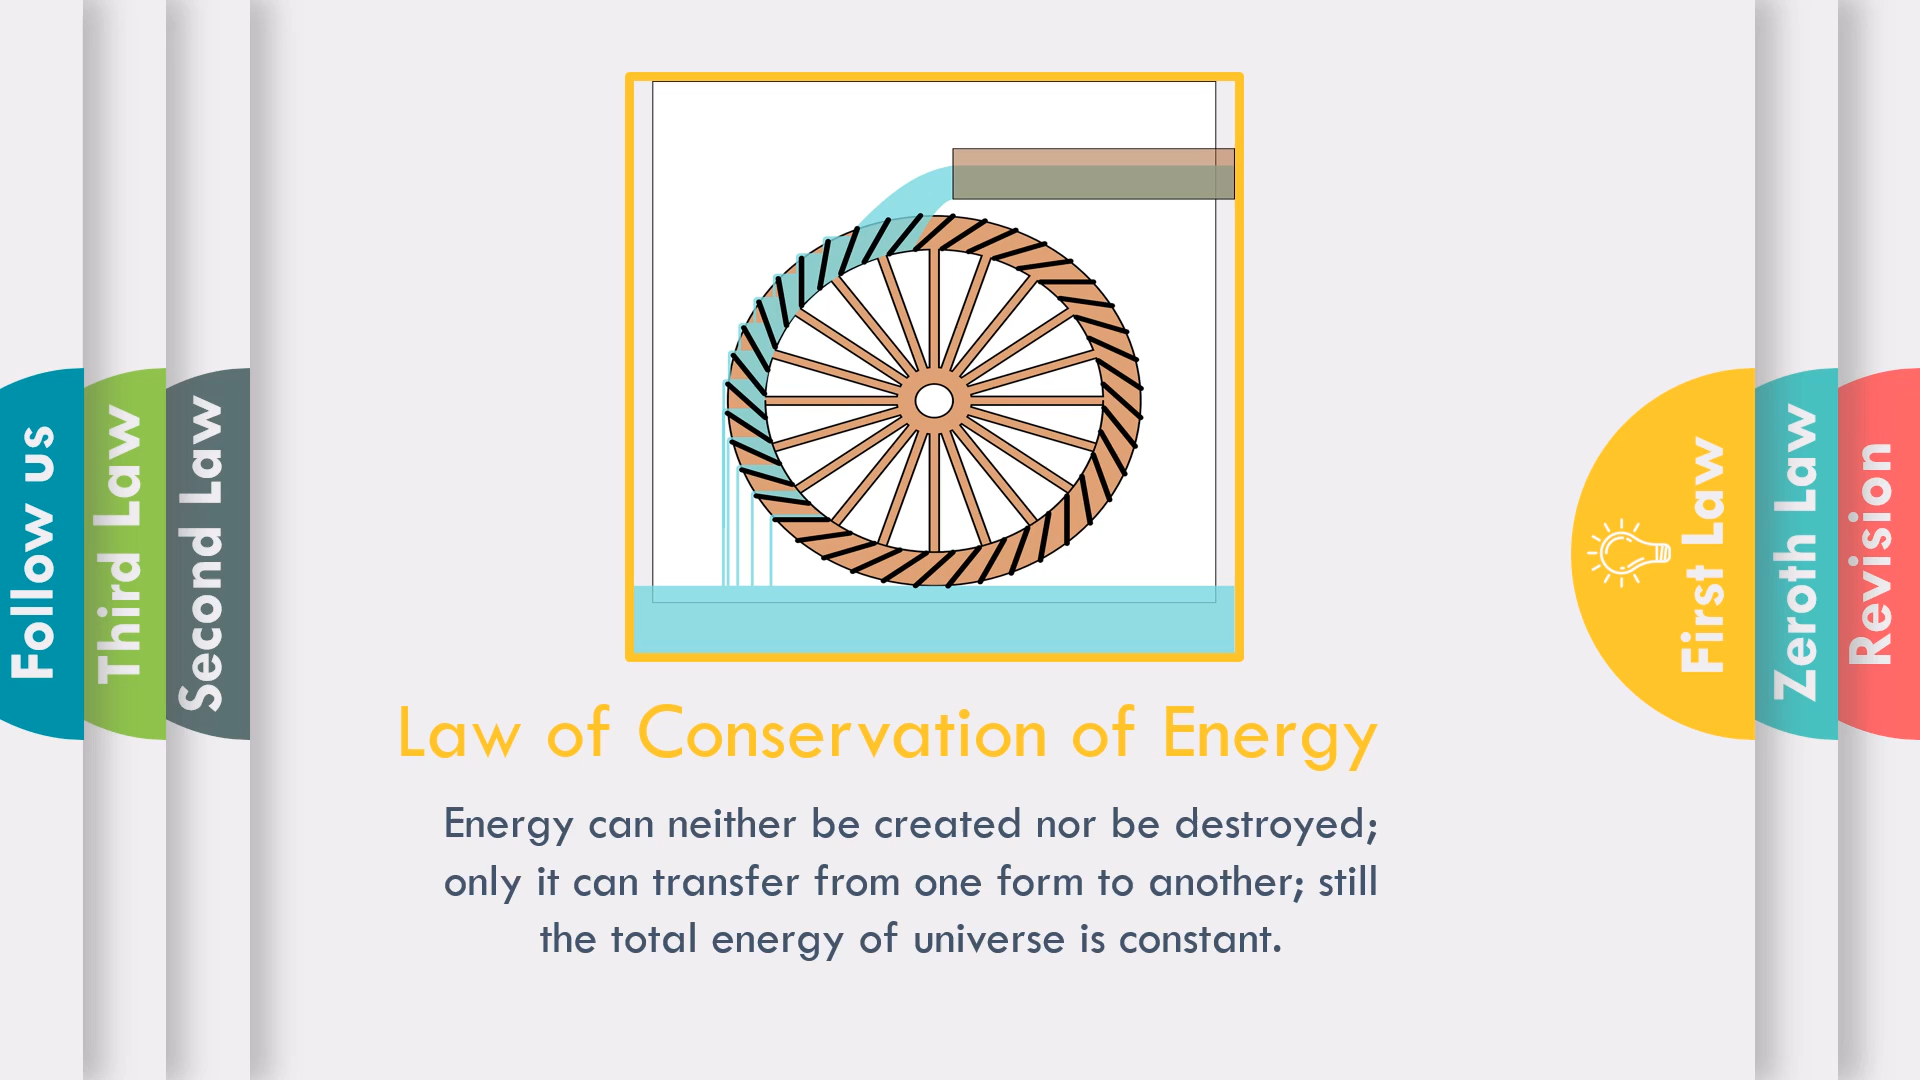 Follow us
Third Law
Second Law
Law of Conservation of Energy
Energy can neither be created nor be destroyed;
only it can transfer from one form to another; still
the total energy of universe is constant.
First Law
Zeroth Law
Revision